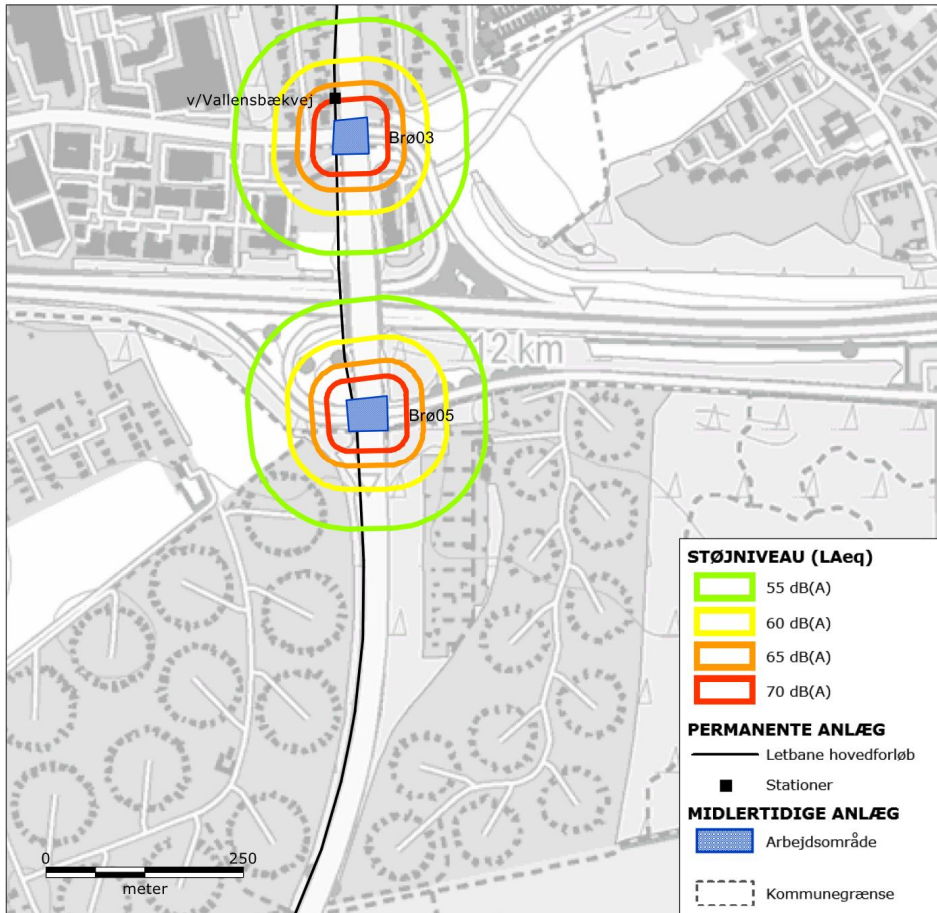 v/Vallensbækvej
Brø03
12 km
Brø05
STØJNIVEAU (LAeq)
55 dB(A)
60 dB(A)
65 dB(A)
70 dB(A)
PERMANENTE ANLÆG
Letbane hovedforløb
Stationer
MIDLERTIDIGE ANLÆG
Arbejdsområde
Kommunegrænse
0 250
meter